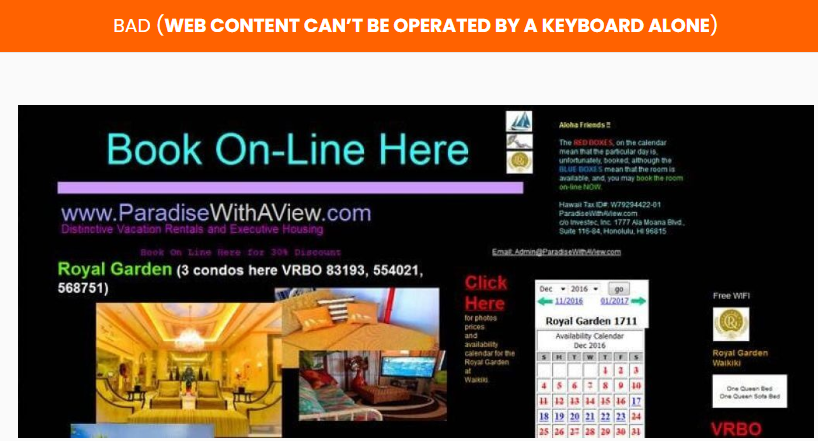 BAD (WEB CONTENT CAN'T BE OPERATED BY A KEYBOARD ALONE)
Book On-Line Here
www.ParadiseWithAView.com
Distinctive Vacation Rentals and Executive Housing
Book On Line Here for 30% Discount
Royal Garden (3 condos here VRBO 83193, 554021,
568751)
Aloha Friends !!
The RED BOXES, on the calendar
mean that the particular day is,
unfortunately, booked; although the
BLUE BOXES mean that the room is
available, and, you may book the room
on-line NOW.
Hawaii Tax ID#: W79294422-01
ParadiseWithAView.com
c/o Investec, Inc. 1777 Ala Moana Blvd.,
Suite 116-84, Honolulu, HI 96815
Email: Admin@ParadiseWithAView.com
Click
Here
for photos
prices
and
availability
calendar for the
Royal Garden
at
Waikiki.
Dec 2016 go
11/2016 01/2017
Royal Garden 1711
Availability Calendar
Dec 2016
S M T W T F S
1 2 3
4 5 6 7 8 9 10
11 12 13 14 15 16 17
18 19 20 21 22 23 24
25 26 27 28 29 30 31
Free WIFI
Royal Garden
Waikiki
One Queen Bed
One Queen Sofa Bed
VRBO